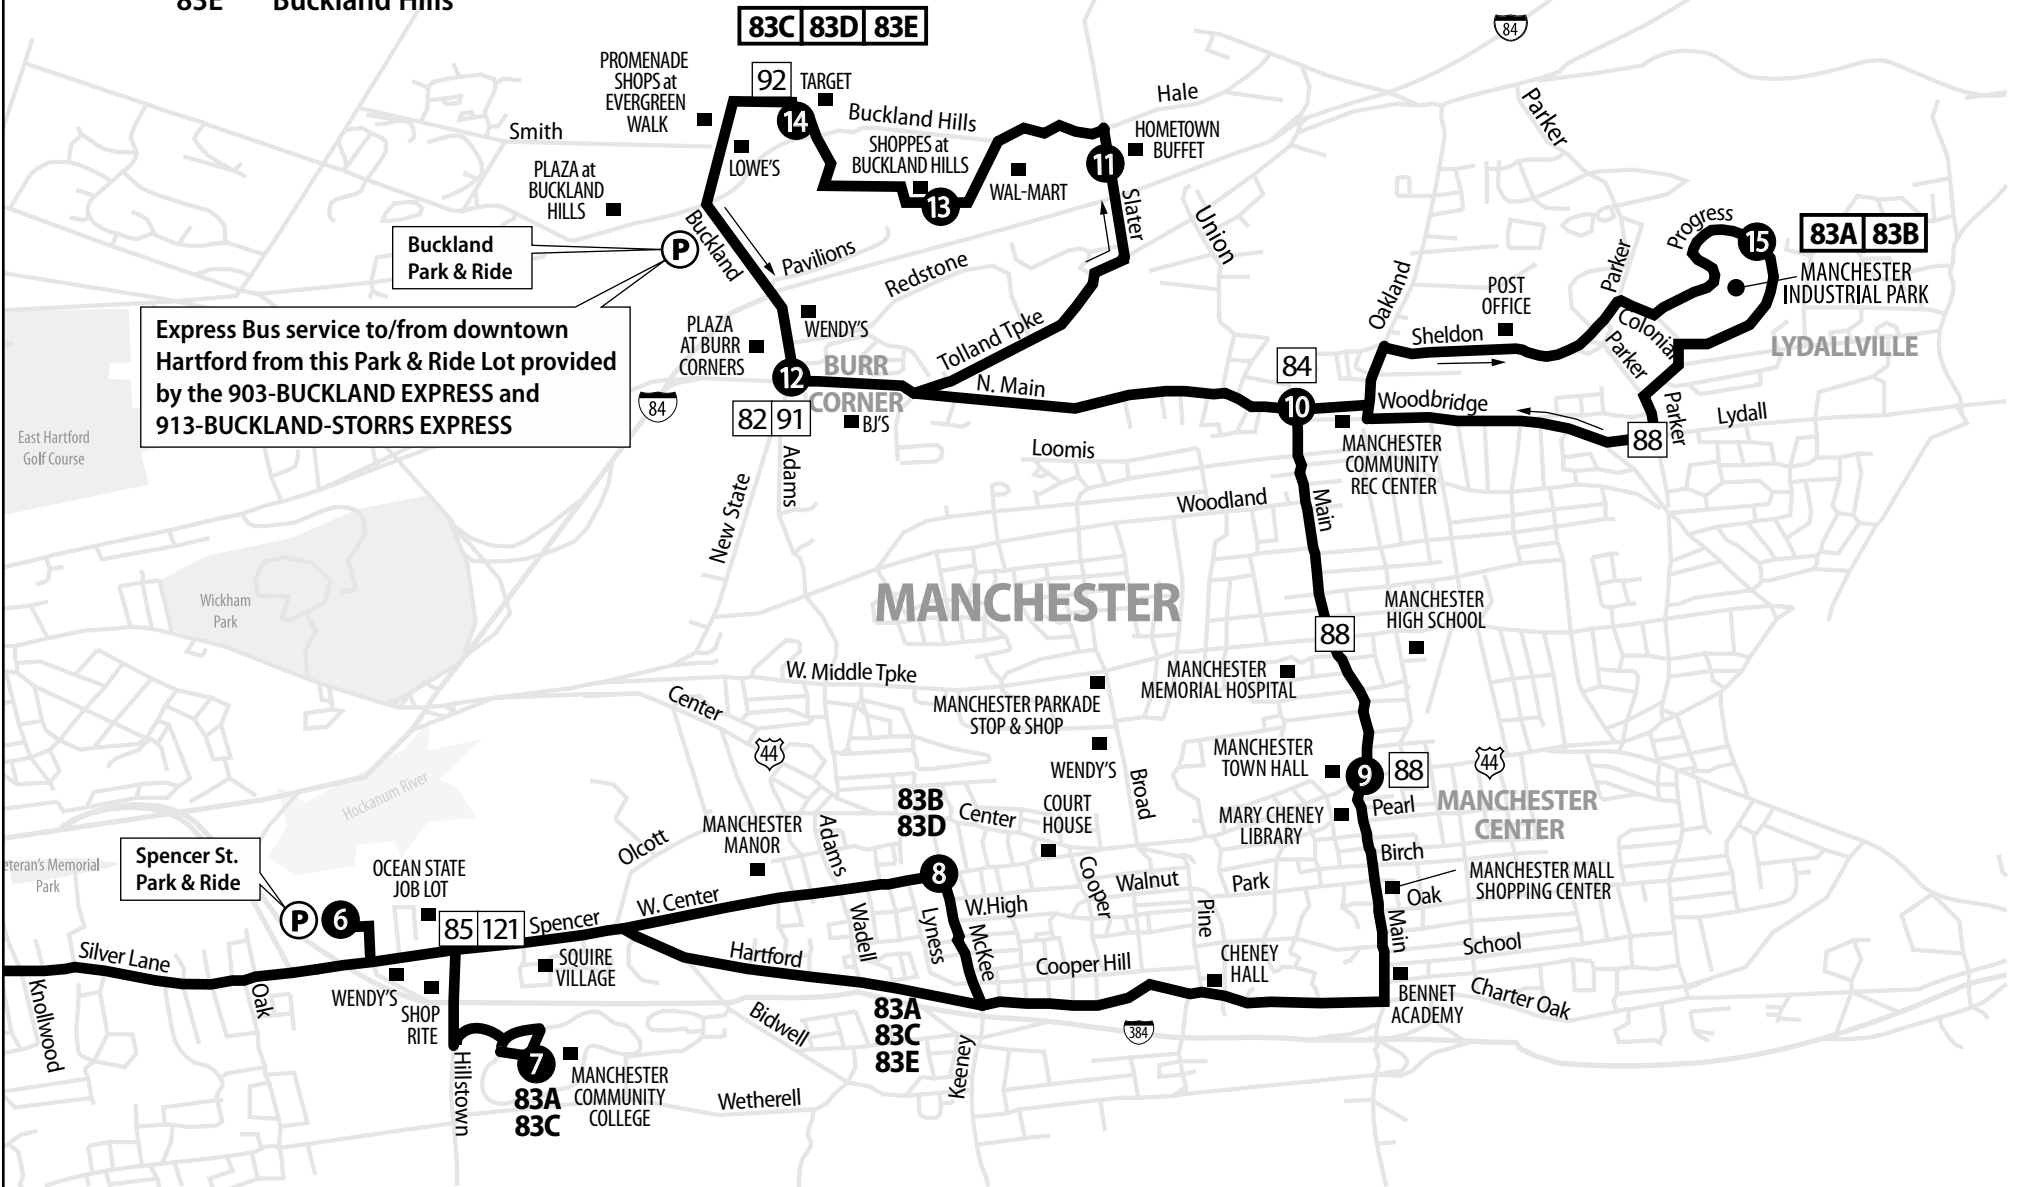 83E Buckland Hills
83C 83D 83E
84
PROMENADE
SHOPS at
EVERGREEN
WALK
92
TARGET
14
Smith
LOWE'S
Buckland Hills
SHOPPES at
BUCKLAND HILLS
13
WAL-MART
Hale
HOMETOWN
BUFFET
11
Slater
Parker
PLAZA at
BUCKLAND
HILLS
Buckland
Park & Ride
P
Buckland
Pavilions
Redstone
Union
Express Bus service to/from downtown
Hartford from this Park & Ride Lot provided
by the 903-BUCKLAND EXPRESS and
913-BUCKLAND-STORRS EXPRESS
PLAZA
AT BURR
CORNERS
WENDY'S
12
BURR
CORNER
Tolland Tpke
N. Main
84
82 91
BJ'S
Adams
New State
Oakland
Sheldon
POST
OFFICE
Parker
Progress
15
83A 83B
MANCHESTER
INDUSTRIAL PARK
Colonial
Parker
LYDALLVILLE
84
10
Woodbridge
Parker
Lydall
88
MANCHESTER
COMMUNITY
REC CENTER
East Hartford
Golf Course
Loomis
Woodland
Main
Wickham
Park
MANCHESTER
88
MANCHESTER
HIGH SCHOOL
W. Middle Tpke
Center
MANCHESTER
MEMORIAL HOSPITAL
MANCHESTER PARKADE
STOP & SHOP
44
WENDY'S
Broad
MANCHESTER
TOWN HALL
9
88
44
Hockanum River
83B
83D
Center
COURT
HOUSE
MARY CHENEY
LIBRARY
Pearl
MANCHESTER
CENTER
Olcott
MANCHESTER
MANOR
Adams
8
Birch
Spencer St.
Park & Ride
eteran's Memorial
Park
OCEAN STATE
JOB LOT
Cooper
Walnut
Park
MANCHESTER MALL
SHOPPING CENTER
Oak
P
6
85 121
Spencer
W. Center
Wadell
Lyness
W.High
McKee
Pine
Main
School
Silver Lane
SQUIRE
VILLAGE
Hartford
Cooper Hill
CHENEY
HALL
Knollwood
Oak
WENDY'S
SHOP
RITE
BENNET
ACADEMY
Charter Oak
Bidwell
83A
83C
83E
384
Hillstown
7
83A
83C
MANCHESTER
COMMUNITY
COLLEGE
Wetherell
Keeney